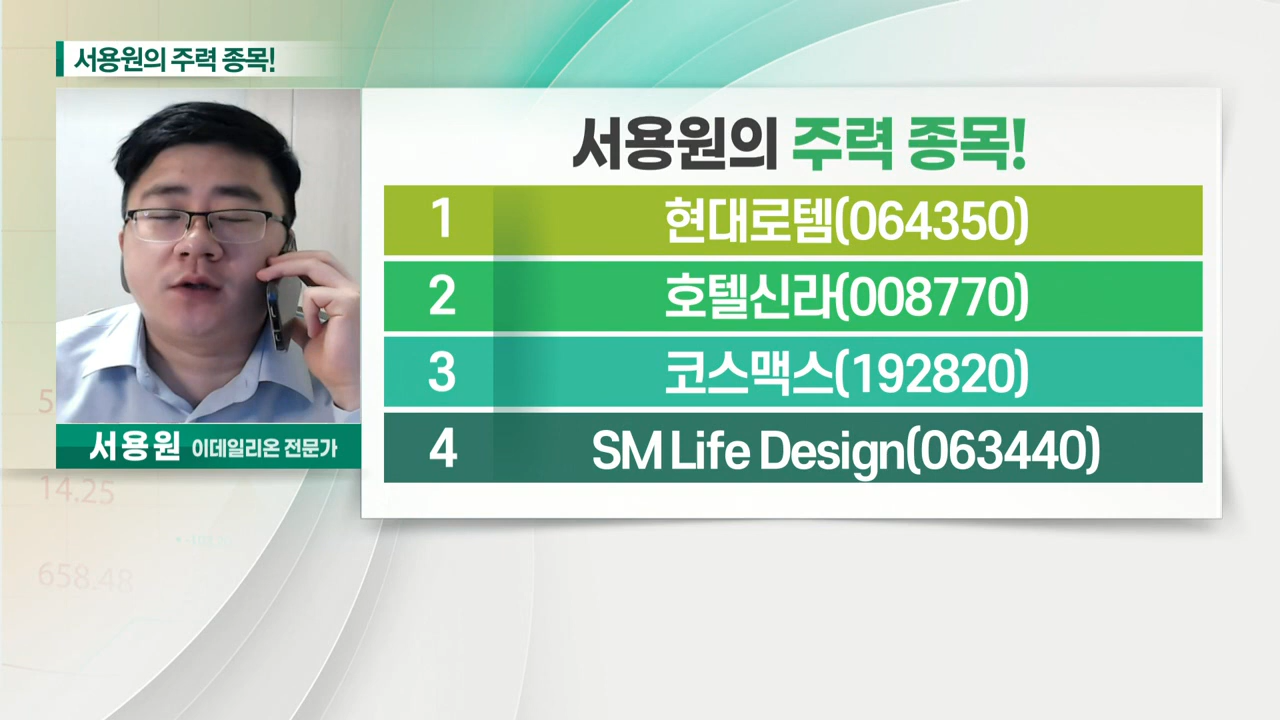 서용원의 주력 종목!
서용원의 주력 종목!
1 현대로템(064350)
2 호텔신라(008770)
3 코스맥스(192820)
4 SM Life Design(063440)
서용원 이데일리온 전문가
14.25
658.48